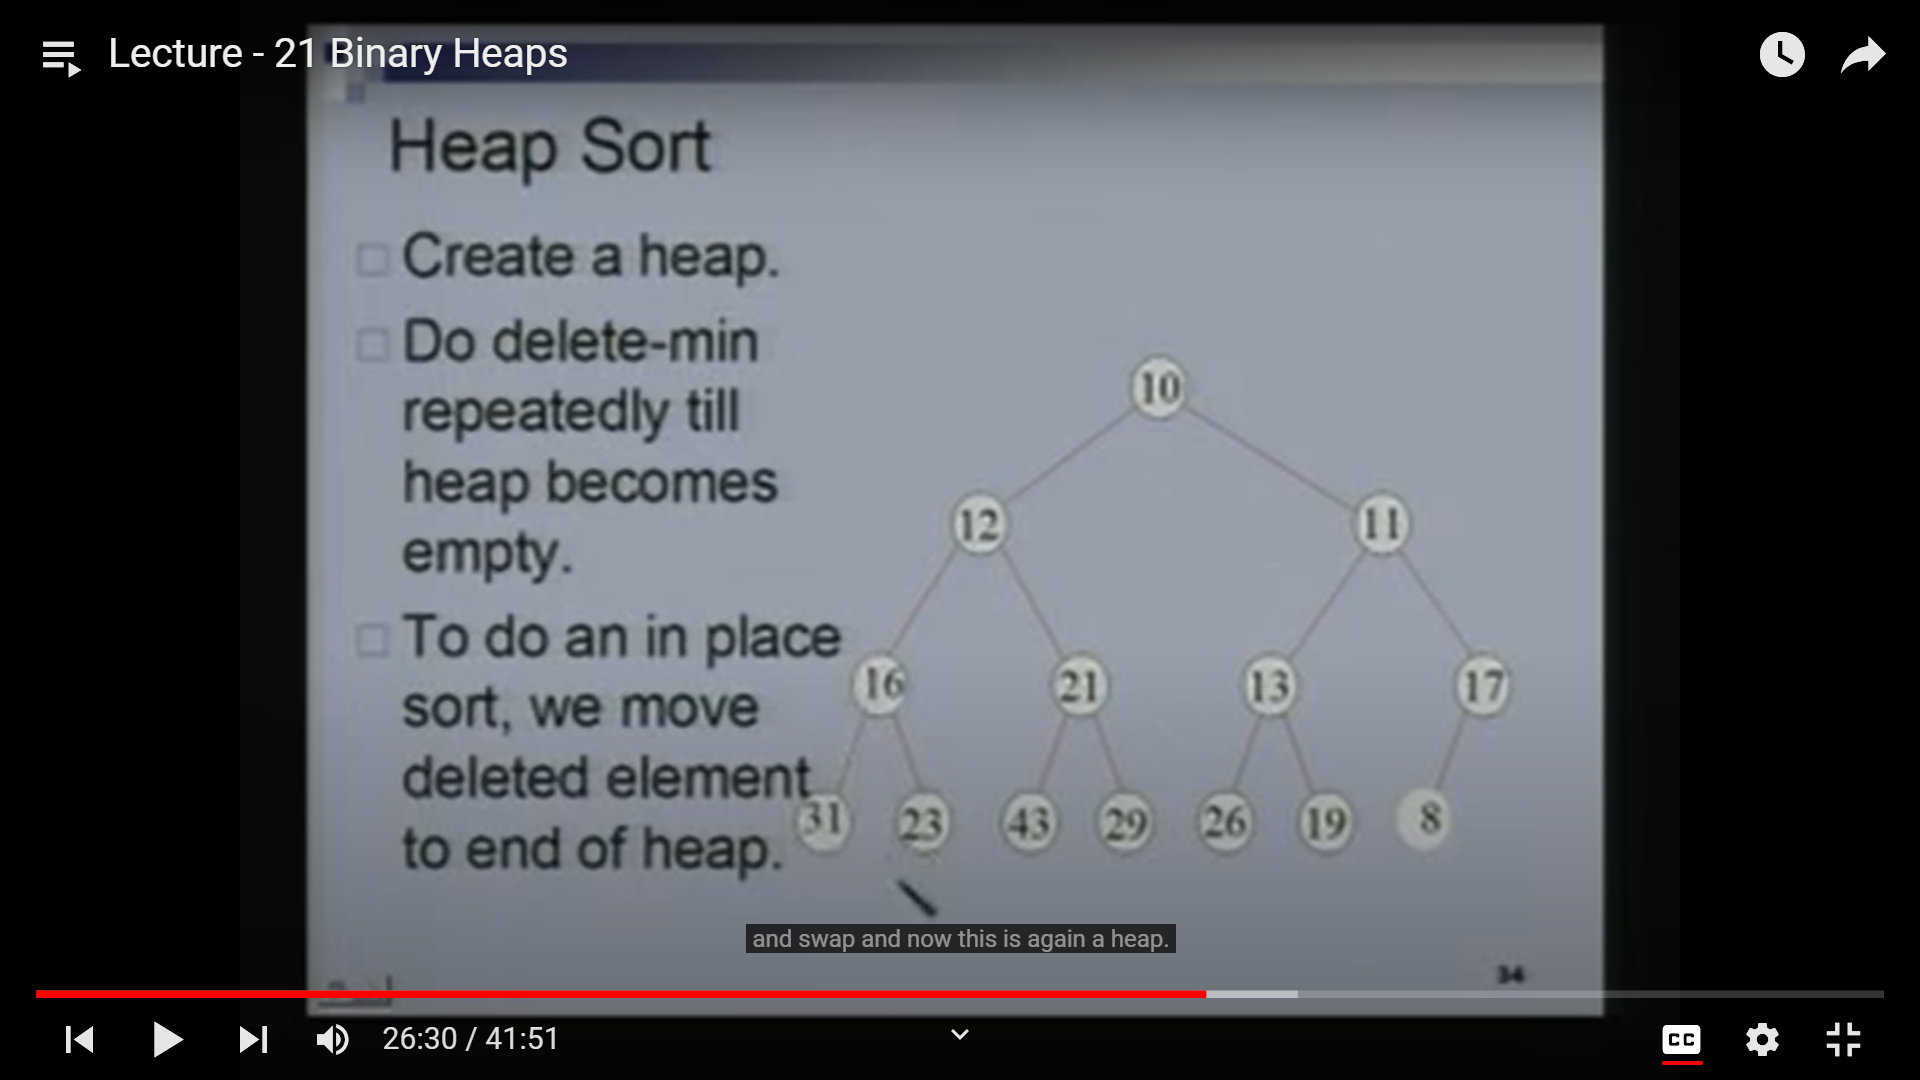 Lecture - 21 Binary Heaps
Heap Sort
Create a heap.
Do delete-min
repeatedly till
heap becomes
empty.
To do an in place
sort, we move
deleted element
to end of heap.
10
12 11
16 21 13 17
31 23 43 29 26 19 8
and swap and now this is again a heap.
34
26:30 / 41:51
CC